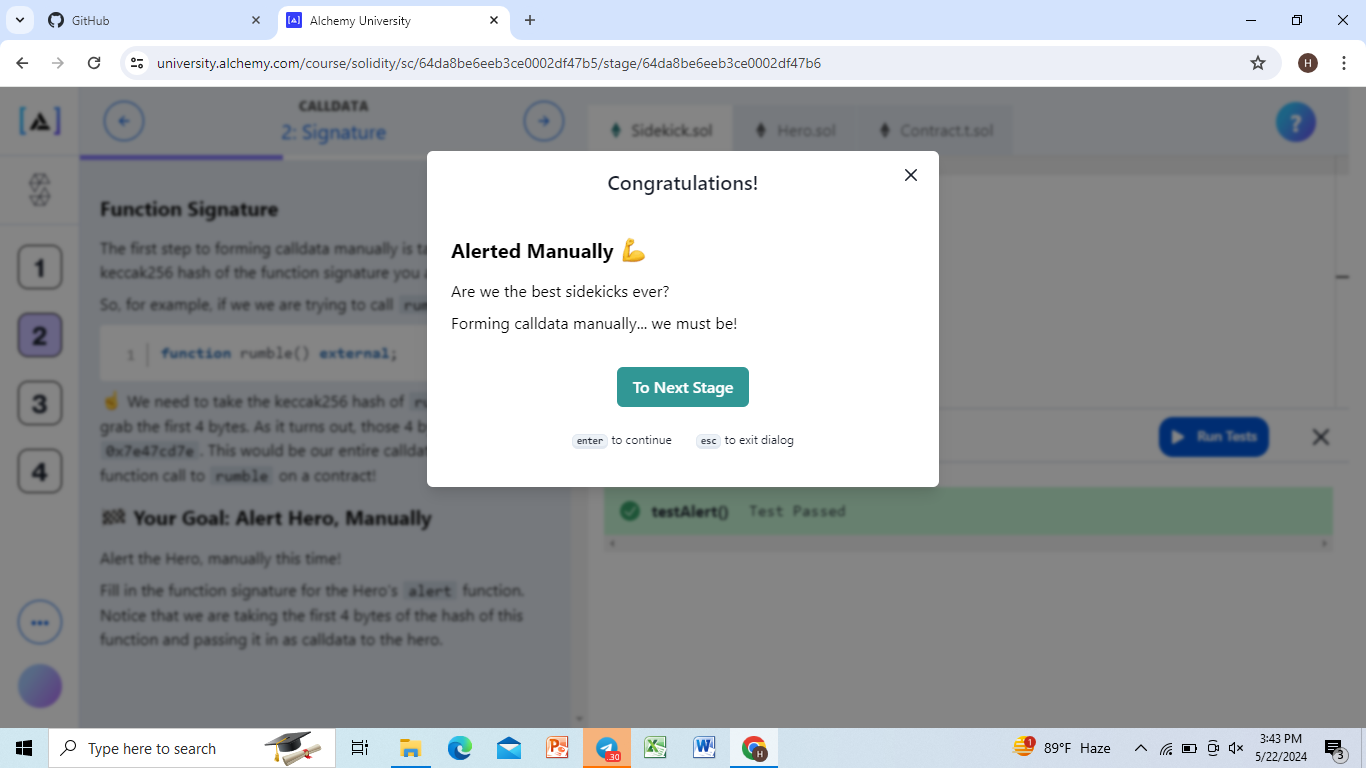 GitHub
Alchemy University
university.alchemy.com/course/solidity/sc/64da8be6eeb3ce0002df47b5/stage/64da8be6eeb3ce0002df47b6
H
CALLDATA
2: Signature
Sidekick.sol
Hero.sol
Contract.t.sol
?
Congratulations!
Alerted Manually 💪
Are we the best sidekicks ever?
Forming calldata manually... we must be!
To Next Stage
enter to continue
esc to exit dialog
1
2
3
4
Function Signature
The first step to forming calldata manually is
keccak256 hash of the function signature you
So, for example, if we we are trying to call
1 function rumble() external;
☝ We need to take the keccak256 hash of
grab the first 4 bytes. As it turns out, those 4
0x7e47cd7e. This would be our entire
function call to rumble on a contract!
🏁 Your Goal: Alert Hero, Manually
Alert the Hero, manually this time!
Fill in the function signature for the Hero's alert function.
Notice that we are taking the first 4 bytes of the hash of this
function and passing it in as calldata to the hero.
Run Tests
testAlert() Test Passed
Type here to search
.30
H
1
89°F Haze
3:43 PM
5/22/2024
3